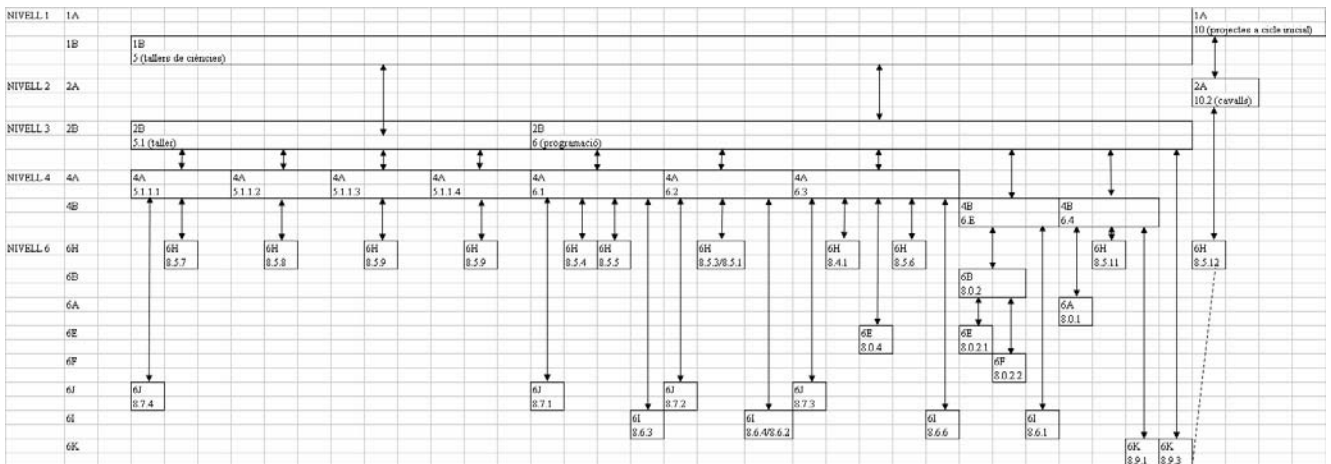 NIVELL 1 1A 1A
10 (projectes a cicle inicial)
1B 1B
5 (tallers de ciències)
NIVELL 2 2A 2A
10.2 (cavalls)
NIVELL 3 2B 2B 2B
5.1 (taller) 6 (programació)
NIVELL 4 4A 4A 4A 4A 4A 4A 4A 4A
5.1.1.1 5.1.1.2 5.1.1.3 5.1.1.4 6.1 6.2 6.3
4B 4B 4B
6.E 6.4
NIVELL 6 6H 6H 6H 6H 6H 6H 6H 6H 6H 6H 6H 6H
8.5.7 8.5.8 8.5.9 8.5.9 8.5.4 8.5.5 8.5.3/8.5.1 8.4.1 8.5.6 8.5.11 8.5.12
6B 6B
8.0.2
6A 6A
8.0.1
6E 6E 6E
8.0.4 8.0.2.1
6F 6F
8.0.2.2
6J 6J 6J 6J 6J
8.7.4 8.7.1 8.7.2 8.7.3
6I 6I 6I 6I 6I
8.6.3 8.6.4/8.6.2 8.6.6 8.6.1
6K 6K 6K
8.9.1 8.9.3